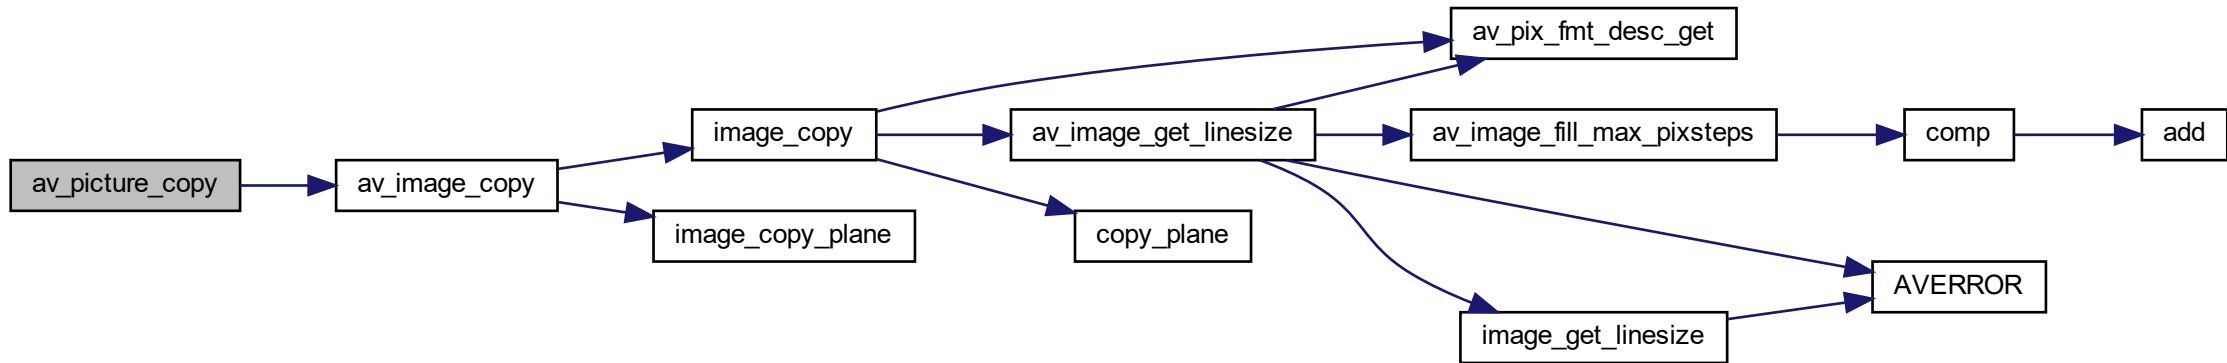 av_picture_copy
av_image_copy
image_copy
image_copy_plane
av_image_get_linesize
copy_plane
av_pix_fmt_desc_get
av_image_fill_max_pixsteps
image_get_linesize
comp
AVERROR
add